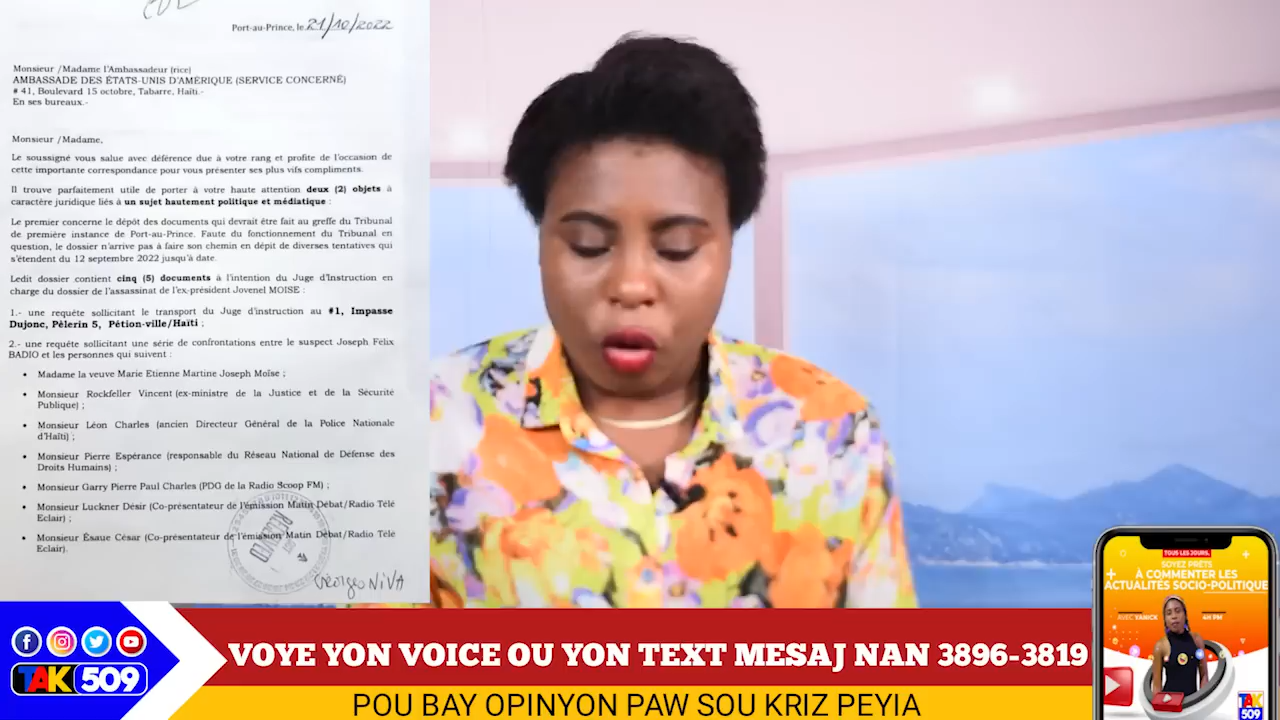 Port-au-Prince, le 21/10/2022
Monsieur /Madame l'Ambassadeur (rice)
AMBASSADE DES ÉTATS-UNIS D'AMÉRIQUE (SERVICE CONCERNÉ)
# 41, Boulevard 15 octobre, Tabarre, Haïti.-
En ses bureaux.-
Monsieur /Madame,
Le soussigné vous salue avec déférence due à votre rang et profite de l'occasion de
cette importante correspondance pour vous présenter ses plus vifs compliments.
Il trouve parfaitement utile de porter à votre haute attention deux (2) objets à
caractère juridique liés à un sujet hautement politique et médiatique :
Le premier concerne le dépôt des documents qui devrait être fait au greffe du Tribunal
de première instance de Port-au-Prince. Faute du fonctionnement du Tribunal en
question, le dossier n'arrive pas à faire son chemin en dépit de diverses tentatives qui
s'étendent du 12 septembre 2022 jusqu'à date.
Ledit dossier contient cinq (5) documents à l'intention du Juge d'Instruction en
charge du dossier de l'assassinat de l'ex-président Jovenel MOISE :
1.- une requête sollicitant le transport du Juge d'instruction au #1, Impasse
Dujonc, Pèlerin 5, Pétion-ville/Haïti ;
2.- une requête sollicitant une série de confrontations entre le suspect Joseph Felix
BADIO et les personnes qui suivent :
• Madame la veuve Marie Etienne Martine Joseph Moïse ;
• Monsieur Rockfeller Vincent (ex-ministre de la Justice et de la Sécurité
Publique) ;
• Monsieur Léon Charles (ancien Directeur Général de la Police Nationale
d'Haïti) ;
• Monsieur Pierre Espérance (responsable du Réseau National de Défense des
Droits Humains) ;
• Monsieur Garry Pierre Paul Charles (PDG de la Radio Scoop FM) ;
• Monsieur Luckner Désir (Co-présentateur de l'émission Matin Débat/Radio Télé
Eclair) ;
• Monsieur Ésaue César (Co-présentateur de l'émission Matin Débat/Radio Télé
Eclair).
TAK 509
VOYE YON VOICE OU YON TEXT MESAJ NAN 3896-3819
POU BAY OPINYON PAW SOU KRIZ PEYIA
TOUS LES JOURS,
SOYEZ PRÊTS
À COMMENTER LES
ACTUALITÉS SOCIO-POLITIQUE
AVEC YANICK
4H PM
TAK
509